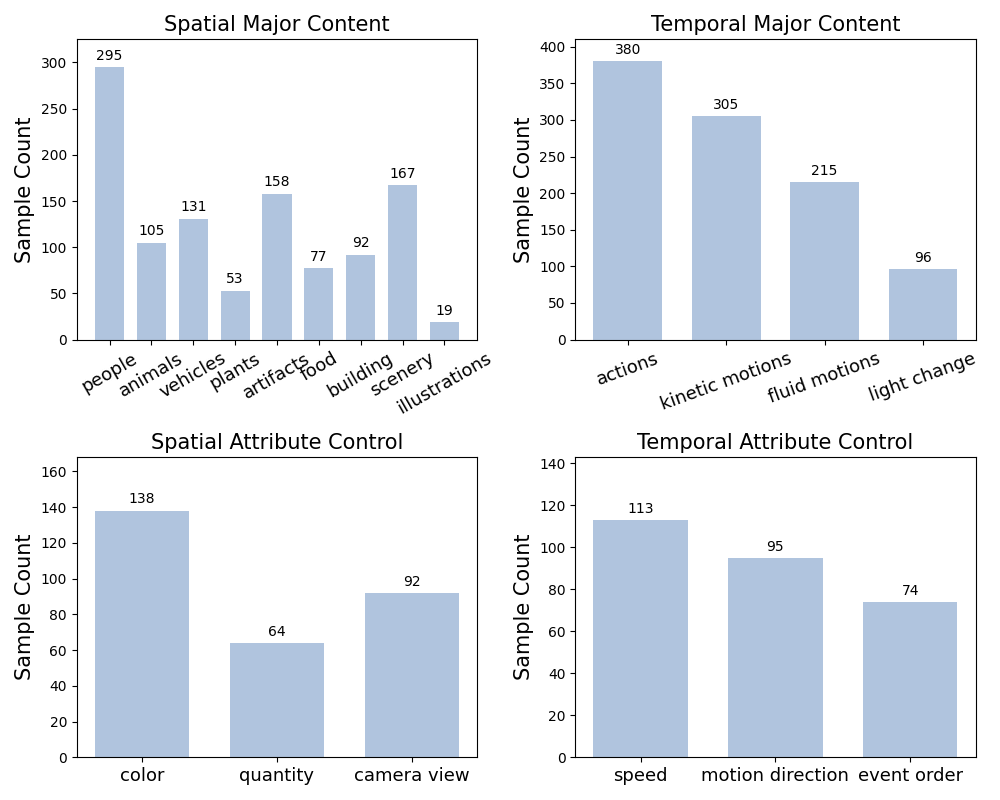 Spatial Major Content
Sample Count
300
250
200
150
100
50
0
295
105
131
53
158
77
92
167
19
people
animals
vehicles
plants
artifacts
food
building
scenery
illustrations
Temporal Major Content
Sample Count
400
350
300
250
200
150
100
50
0
380
305
215
96
actions
kinetic motions
fluid motions
light change
Spatial Attribute Control
Sample Count
160
140
120
100
80
60
40
20
0
138
64
92
color
quantity
camera view
Temporal Attribute Control
Sample Count
140
120
100
80
60
40
20
0
113
95
74
speed
motion direction
event order